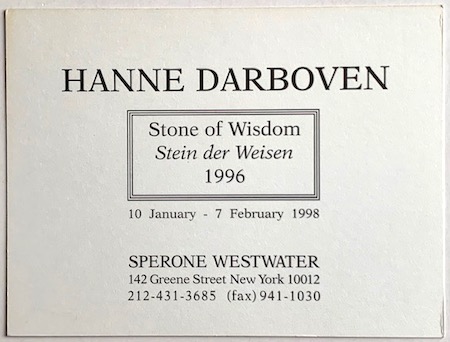 HANNE DARBOVEN
Stone of Wisdom
Stein der Weisen
1996
10 January - 7 February 1998
SPERONE WESTWATER
142 Greene Street New York 10012
212-431-3685 (fax) 941-1030